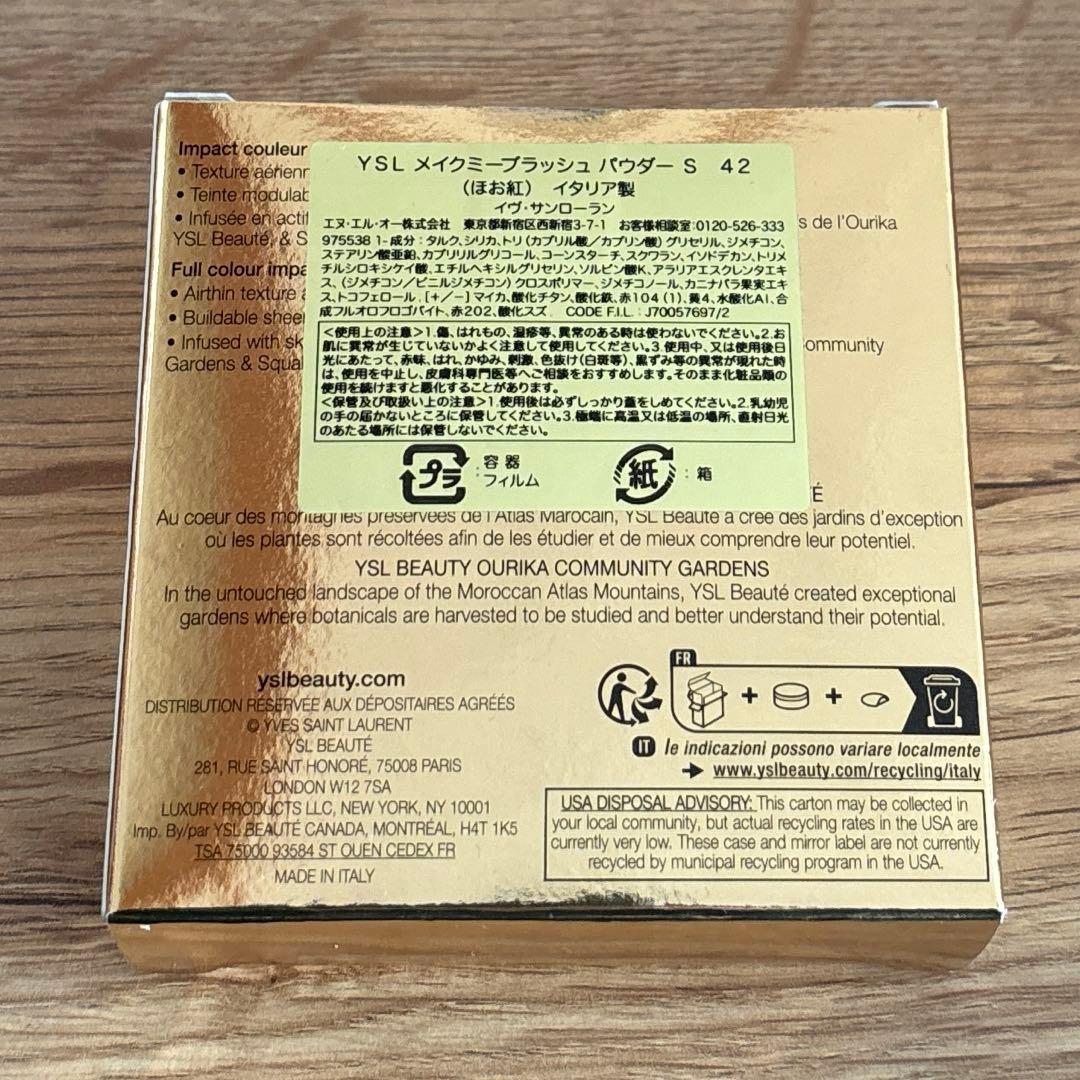 Impact couleur
• Texture aérienn
• Teinte modulab
• Infusée en actif
s de l'Ourika
YSL Beauté, & S
Full colour impa
• Airthin texture a
• Buildable sheer
• Infused with sk
ommunity
Gardens & Squal
YSL メイクミーブラッシュ パウダー S 42
(ほお紅) イタリア製
イヴ・サンローラン
エヌ・エル・オー株式会社 東京都新宿区西新宿3-7-1 お客様相談室:0120-526-333
975538 1-成分:タルク、シリカ、トリ(カプリル酸/カプリン酸)グリセリル、ジメチコン、
ステアリン酸亜鉛、カプリリルグリコール、コーンスターチ、スクワラン、イソドデカン、トリメ
チルシロキシケイ酸、エチルヘキシルグリセリン、ソルビン酸K、アラリアエスクレンタエキ
ス、(ジメチコン/ビニルジメチコン)クロスポリマー、ジメチコノール、カニナバラ果実エキ
ス、トコフェロール、[+/-]マイカ、酸化チタン、酸化鉄、赤104(1)、黄4、水酸化Al、合
成フルオロフロゴパイト、赤202、酸化スズ CODE F.I.L.:J70057697/2
<使用上の注意>1.傷、はれもの、湿疹等、異常のある時は使わないでください。2.お
肌に異常が生じていないかよく注意して使用してください。3.使用中、又は使用後日
光にあたって、赤味、はれ、かゆみ、刺激、色抜け(白斑等)、黒ずみ等の異常が現れた時
は、使用を中止し、皮膚科専門医等へご相談をおすすめします。そのまま化粧品類の
使用を続けますと悪化することがあります。
<保管及び取扱い上の注意>1.使用後は必ずしっかり蓋をしめてください。2.乳幼児
の手の届かないところに保管してください。3.極端に高温又は低温の場所、直射日光
のあたる場所には保管しないでください。
プラ : 容器 フィルム 紙 : 箱
É
Au coeur des montagnes préservées de l'Atlas Marocain, YSL Beauté a créé des jardins d'exception
où les plantes sont récoltées afin de les étudier et de mieux comprendre leur potentiel.
YSL BEAUTY OURIKA COMMUNITY GARDENS
In the untouched landscape of the Moroccan Atlas Mountains, YSL Beauté created exceptional
gardens where botanicals are harvested to be studied and better understand their potential.
yslbeauty.com
DISTRIBUTION RÉSERVÉE AUX DÉPOSITAIRES AGRÉÉS
© YVES SAINT LAURENT
YSL BEAUTÉ
281, RUE SAINT HONORÉ, 75008 PARIS
LONDON W12 7SA
LUXURY PRODUCTS LLC, NEW YORK, NY 10001
Imp. By/par YSL BEAUTÉ CANADA, MONTRÉAL, H4T 1K5
TSA 75000 93584 ST OUEN CEDEX FR
MADE IN ITALY
FR
+ +
IT le indicazioni possono variare localmente
➔ www.yslbeauty.com/recycling/italy
USA DISPOSAL ADVISORY: This carton may be collected in
your local community, but actual recycling rates in the USA are
currently very low. These case and mirror label are not currently
recycled by municipal recycling program in the USA.